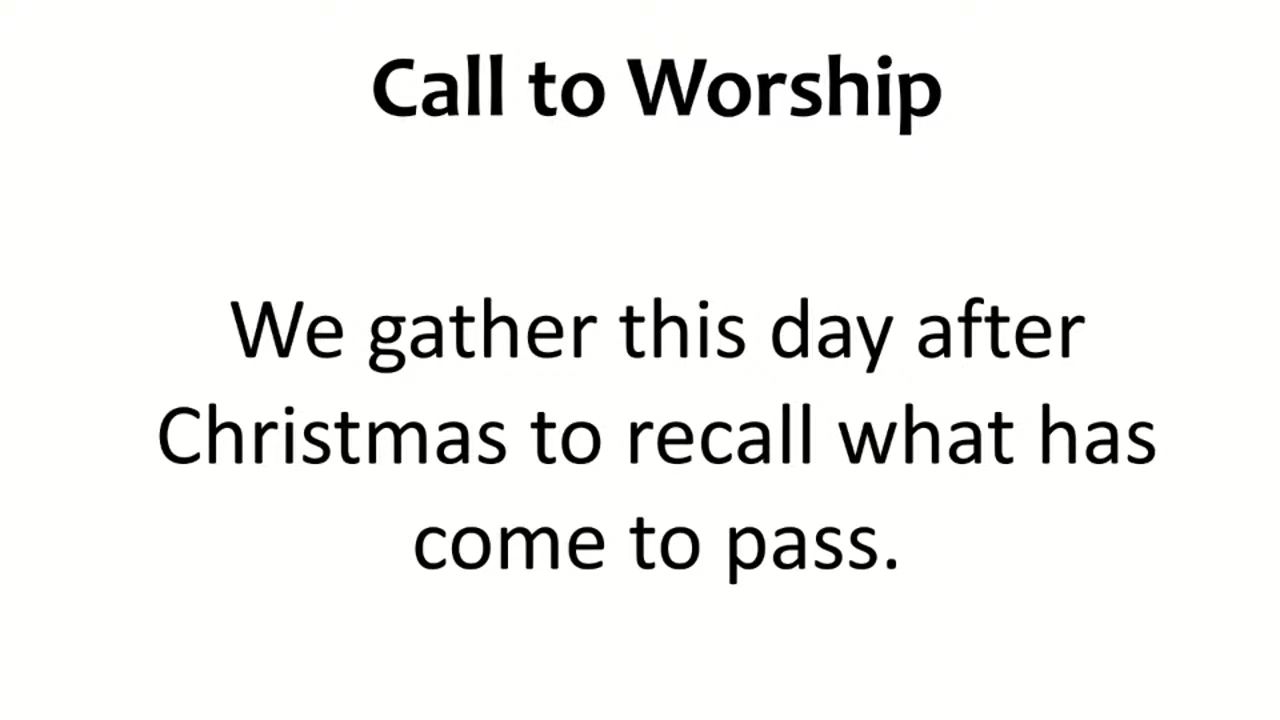 Call to Worship
We gather this day after
Christmas to recall what has
come to pass.